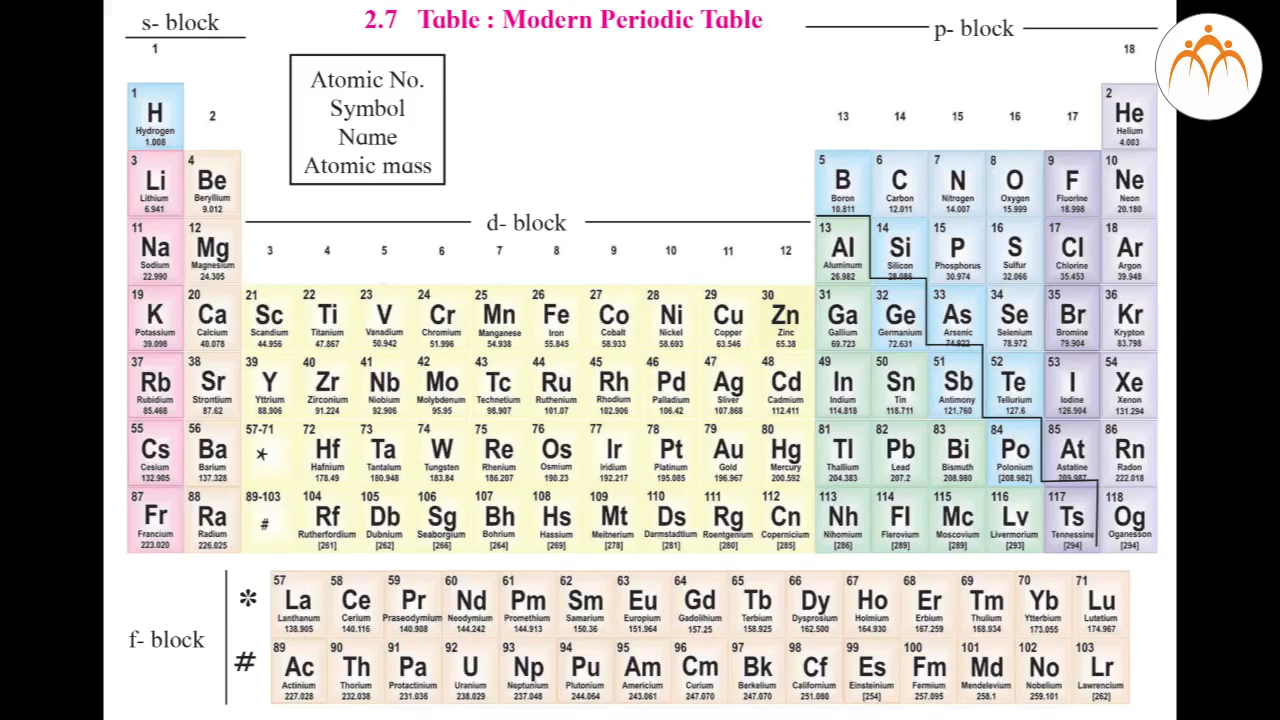 s- block
2.7 Table : Modern Periodic Table
p- block
1
18
Atomic No.
Symbol
Name
Atomic mass
1
H
Hydrogen
1.008
2
13
14
15
16
17
2
He
Helium
4.003
3 4 5 6 7 8 9 10
Li Be B C N O F Ne
Lithium Beryllium Boron Carbon Nitrogen Oxygen Fluorine Neon
6.941 9.012 10.811 12.011 14.007 15.999 18.998 20.180
d- block
3 4 5 6 7 8 9 10 11 12
11 12 13 14 15 16 17 18
Na Mg Al Si P S Cl Ar
Sodium Magnesium Aluminum Silicon Phosphorus Sulfur Chlorine Argon
22.990 24.305 26.982 28.086 30.974 32.066 35.453 39.948
19 20 21 22 23 24 25 26 27 28 29 30 31 32 33 34 35 36
K Ca Sc Ti V Cr Mn Fe Co Ni Cu Zn Ga Ge As Se Br Kr
Potassium Calcium Scandium Titanium Vanadium Chromium Manganese Iron Cobalt Nickel Copper Zinc Gallium Germanium Arsenic Selenium Bromine Krypton
39.098 40.078 44.956 47.867 50.942 51.996 54.938 55.845 58.933 58.693 63.546 65.38 69.723 72.631 74.922 78.972 79.904 83.798
37 38 39 40 41 42 43 44 45 46 47 48 49 50 51 52 53 54
Rb Sr Y Zr Nb Mo Tc Ru Rh Pd Ag Cd In Sn Sb Te I Xe
Rubidium Strontium Yttrium Zirconium Niobium Molybdenum Technetium Ruthenium Rhodium Palladium Sliver Cadmium Indium Tin Antimony Tellurium Iodine Xenon
85.468 87.62 88.906 91.224 92.906 95.95 98.907 101.07 102.906 106.42 107.868 112.411 114.818 118.711 121.760 127.6 126.904 131.294
55 56 57-71 72 73 74 75 76 77 78 79 80 81 82 83 84 85 86
Cs Ba * Hf Ta W Re Os Ir Pt Au Hg Tl Pb Bi Po At Rn
Cesium Barium Hafnium Tantalum Tungsten Rhenium Osmium Iridium Platinum Gold Mercury Thallium Lead Bismuth Polonium Astatine Radon
132.905 137.328 178.49 180.948 183.84 186.207 190.23 192.217 195.085 196.967 200.592 204.383 207.2 208.980 [208.982] 209.987 222.018
87 88 89-103 104 105 106 107 108 109 110 111 112 113 114 115 116 117 118
Fr Ra # Rf Db Sg Bh Hs Mt Ds Rg Cn Nh Fl Mc Lv Ts Og
Francium Radium Rutherfordium Dubnium Seaborgium Bohrium Hassium Meitnerium Darmstadtium Roentgenium Copernicium Nihomium Flerovium Moscovium Livermorium Tennessine Oganesson
223.020 226.025 [261] [262] [266] [264] [269] [278] [281] [280] [285] [286] [289] [289] [293] [294] [294]
f- block
*
57 58 59 60 61 62 63 64 65 66 67 68 69 70 71
La Ce Pr Nd Pm Sm Eu Gd Tb Dy Ho Er Tm Yb Lu
Lanthanum Cerium Praseodymium Neodymium Promethium Samarium Europium Gadolihium Terbium Dysprosium Holmium Erbium Thulium Ytterbium Lutetium
138.905 140.116 140.908 144.242 144.913 150.36 151.964 157.25 158.925 162.500 164.930 167.259 168.934 173.055 174.967
#
89 90 91 92 93 94 95 96 97 98 99 100 101 102 103
Ac Th Pa U Np Pu Am Cm Bk Cf Es Fm Md No Lr
Actinium Thorium Protactinium Uranium Neptunium Plutonium Americium Curium Berkelium Californium Einsteinium Fermium Mendelevium Nobelium Lawrencium
227.028 232.038 231.036 238.029 237.048 244.064 243.061 247.070 247.070 251.080 [254] 257.095 258.1 259.101 [262]